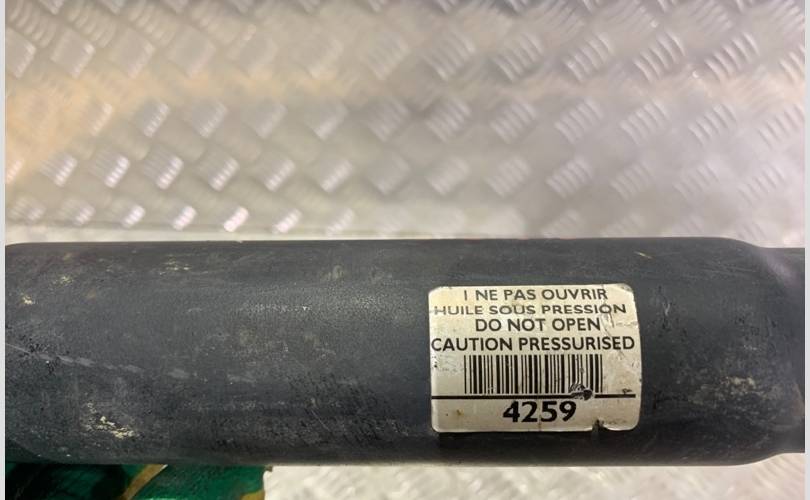 ! NE PAS OUVRIR
HUILE SOUS PRESSION
DO NOT OPEN
CAUTION PRESSURISED
4259